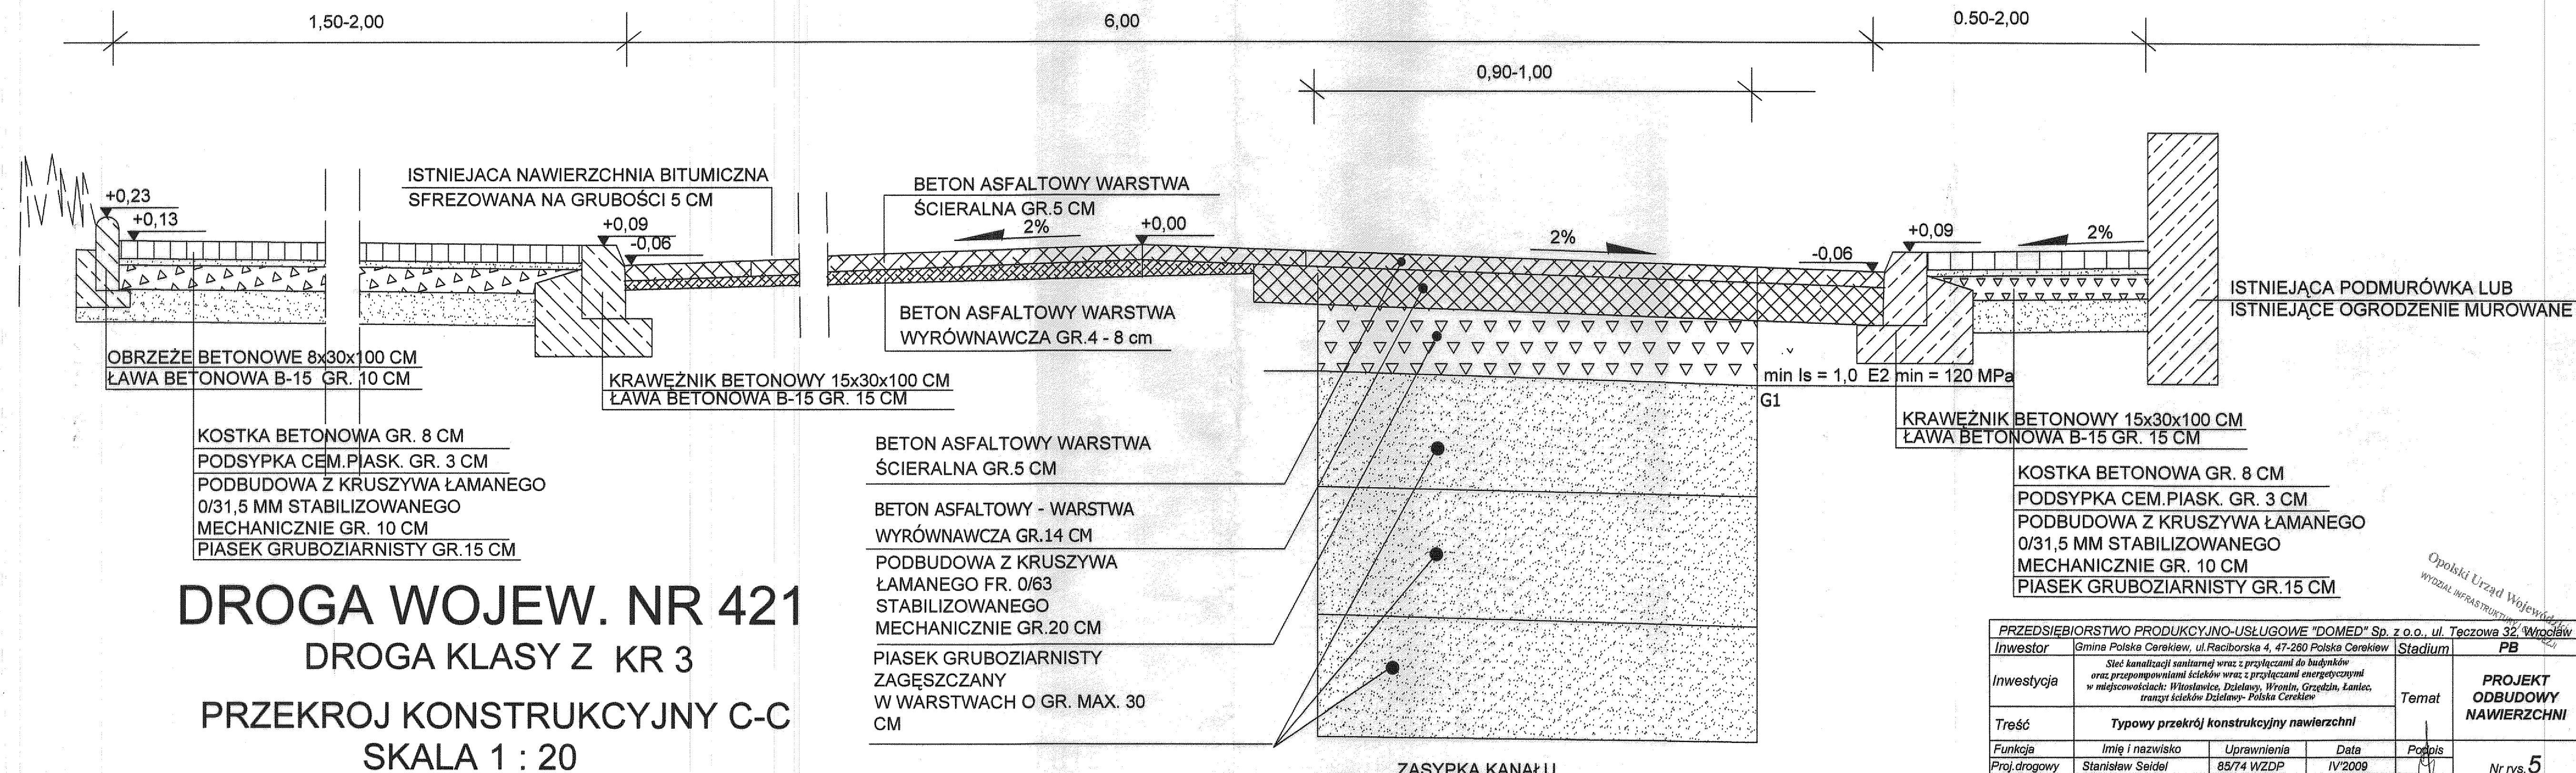 1,50-2,00
6,00
0.50-2,00
0,90-1,00
+0,23
+0,13
ISTNIEJACA NAWIERZCHNIA BITUMICZNA
SFREZOWANA NA GRUBOŚCI 5 CM
+0,09
-0,06
BETON ASFALTOWY WARSTWA
ŚCIERALNA GR.5 CM
2%
+0,00
2%
-0,06
+0,09
2%
BETON ASFALTOWY WARSTWA
WYRÓWNAWCZA GR.4 - 8 cm
ISTNIEJĄCA PODMURÓWKA LUB
ISTNIEJĄCE OGRODZENIE MUROWANE
OBRZEŻE BETONOWE 8x30x100 CM
ŁAWA BETONOWA B-15 GR. 10 CM
KRAWĘŻNIK BETONOWY 15x30x100 CM
ŁAWA BETONOWA B-15 GR. 15 CM
min Is = 1,0 E2 min = 120 MPa
G1
KRAWĘŻNIK BETONOWY 15x30x100 CM
ŁAWA BETONOWA B-15 GR. 15 CM
KOSTKA BETONOWA GR. 8 CM
PODSYPKA CEM.PIASK. GR. 3 CM
PODBUDOWA Z KRUSZYWA ŁAMANEGO
0/31,5 MM STABILIZOWANEGO
MECHANICZNIE GR. 10 CM
PIASEK GRUBOZIARNISTY GR.15 CM
BETON ASFALTOWY WARSTWA
ŚCIERALNA GR.5 CM
BETON ASFALTOWY - WARSTWA
WYRÓWNAWCZA GR.14 CM
PODBUDOWA Z KRUSZYWA
ŁAMANEGO FR. 0/63
STABILIZOWANEGO
MECHANICZNIE GR.20 CM
PIASEK GRUBOZIARNISTY
ZAGĘSZCZANY
W WARSTWACH O GR. MAX. 30
CM
KOSTKA BETONOWA GR. 8 CM
PODSYPKA CEM.PIASK. GR. 3 CM
PODBUDOWA Z KRUSZYWA ŁAMANEGO
0/31,5 MM STABILIZOWANEGO
MECHANICZNIE GR. 10 CM
PIASEK GRUBOZIARNISTY GR.15 CM
DROGA WOJEW. NR 421
DROGA KLASY Z KR 3
PRZEKROJ KONSTRUKCYJNY C-C
SKALA 1 : 20
ZASYPKA KANAŁU
Opolski Urząd Wojewódzki
WYDZIAŁ INFRASTRUKTURY
PRZEDSIĘBIORSTWO PRODUKCYJNO-USŁUGOWE "DOMED" Sp. z o.o., ul. Tęczowa 32, Wrocław
Inwestor Gmina Polska Cerekiew, ul.Raciborska 4, 47-260 Polska Cerekiew Stadium PB
Inwestycja
Sieć kanalizacji sanitarnej wraz z przyłączami do budynków
oraz przepompowniami ścieków wraz z przyłączami energetycznymi
w miejscowościach: Witosławice, Dzielawy, Wronin, Grzędzin, Łaniec,
tranzyt ścieków Dzielawy- Polska Cerekiew
Temat
PROJEKT
ODBUDOWY
NAWIERZCHNI
Treść Typowy przekrój konstrukcyjny nawierzchni
Funkcja Imię i nazwisko Uprawnienia Data Podpis
Proj.drogowy Stanisław Seidel 85/74 WZDP IV'2009
Nr rys. 5